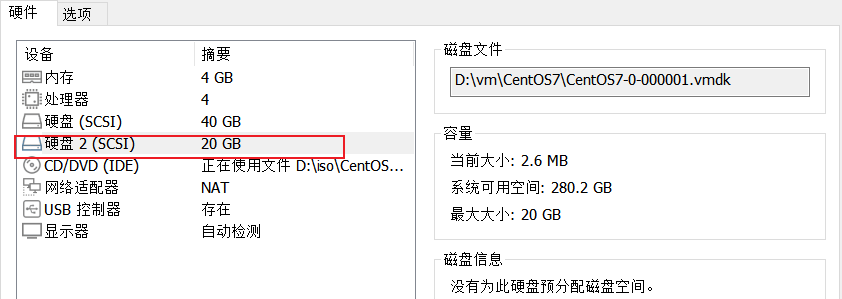 硬件 选项
设备 摘要
内存 4 GB
处理器 4
硬盘 (SCSI) 40 GB
硬盘 2 (SCSI) 20 GB
CD/DVD (IDE) 正在使用文件 D:\iso\CentOS...
网络适配器 NAT
USB 控制器 存在
显示器 自动检测
磁盘文件
D:\vm\CentOS7\CentOS7-0-000001.vmdk
容量
当前大小: 2.6 MB
系统可用空间: 280.2 GB
最大大小: 20 GB
磁盘信息
没有为此硬盘预分配磁盘空间。